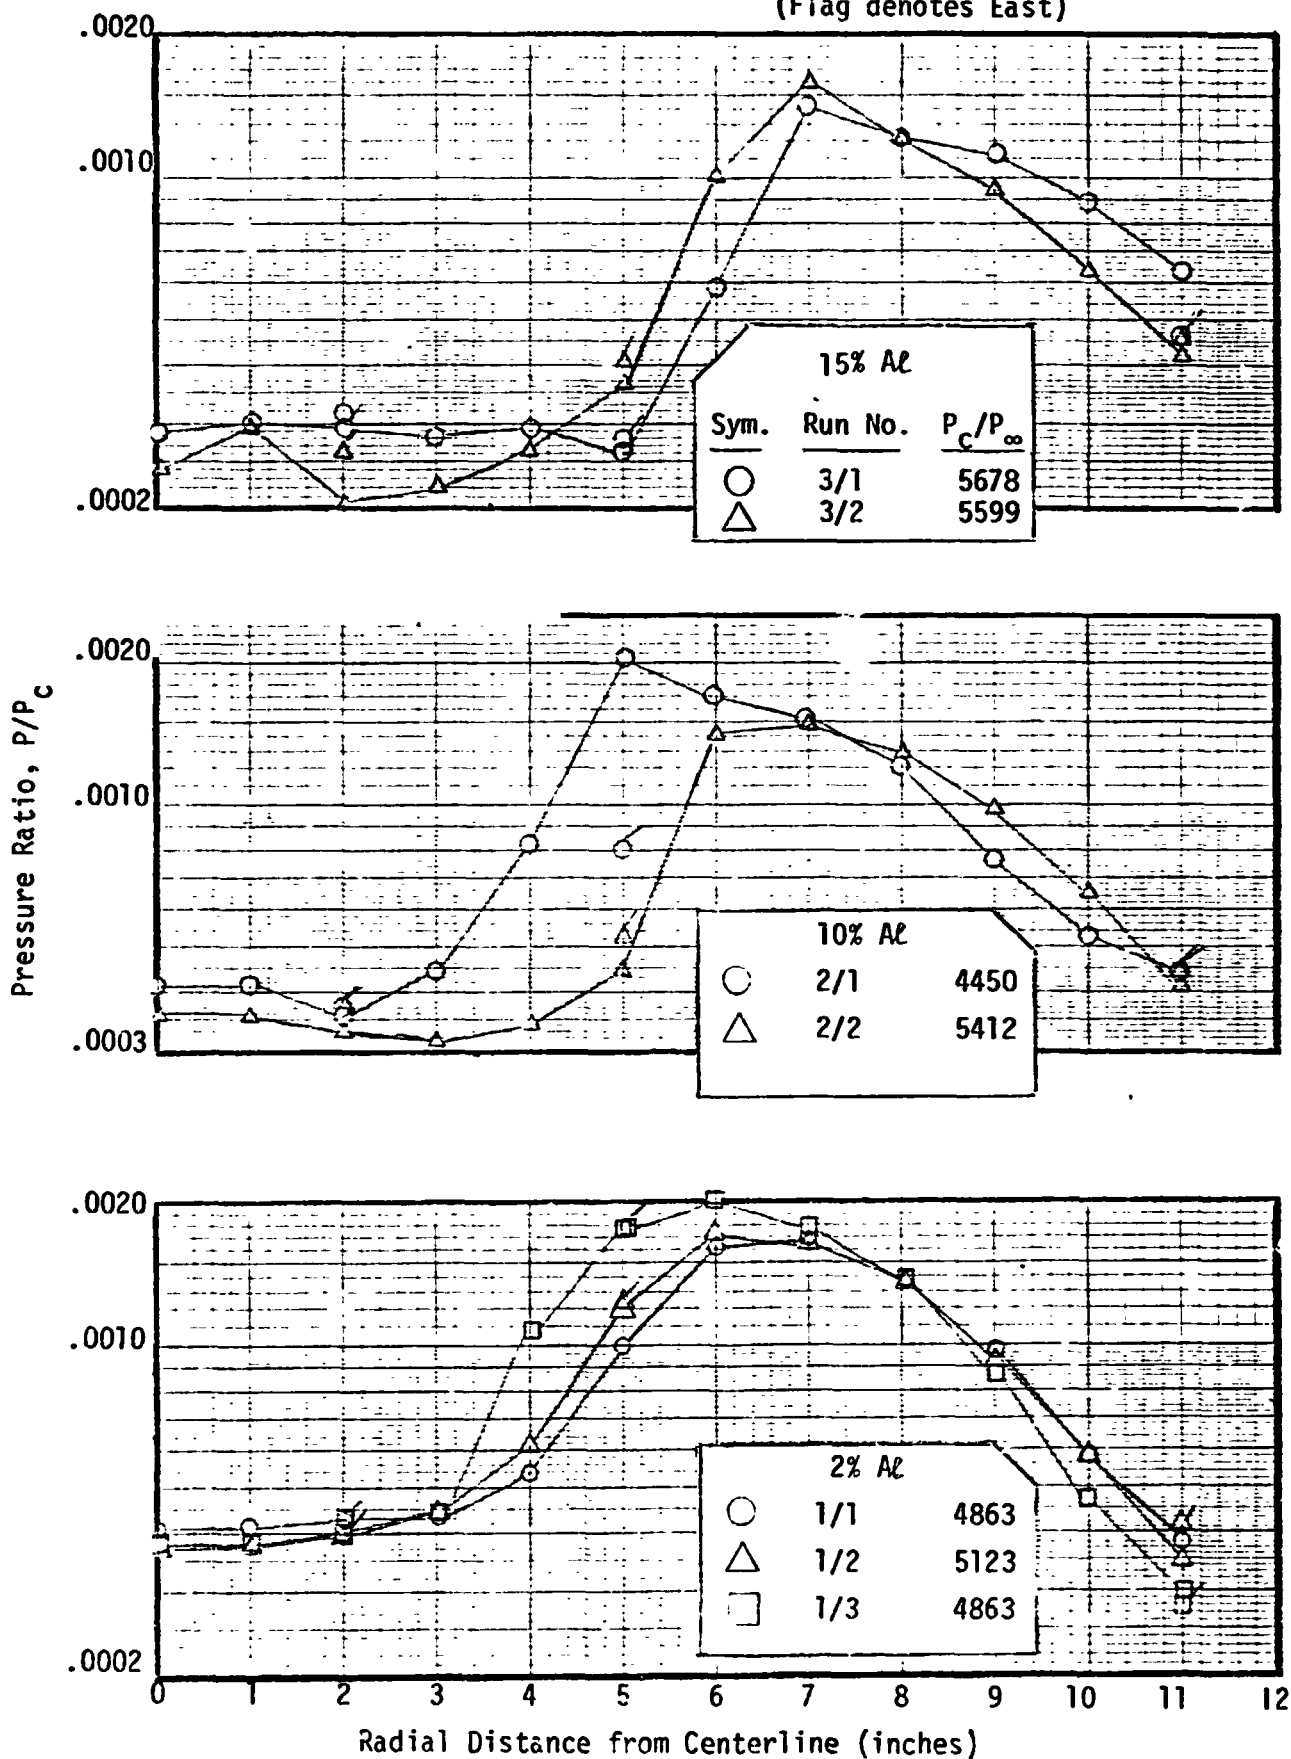 (Flag denotes East)
.0020
.0010
.0002
15% Al
Sym. Run No. Pc/P∞
3/1 5678
3/2 5599
Pressure Ratio, P/Pc
.0020
.0010
.0003
10% Al
2/1 4450
2/2 5412
.0020
.0010
.0002
2% Al
1/1 4863
1/2 5123
1/3 4863
0 1 2 3 4 5 6 7 8 9 10 11 12
Radial Distance from Centerline (inches)